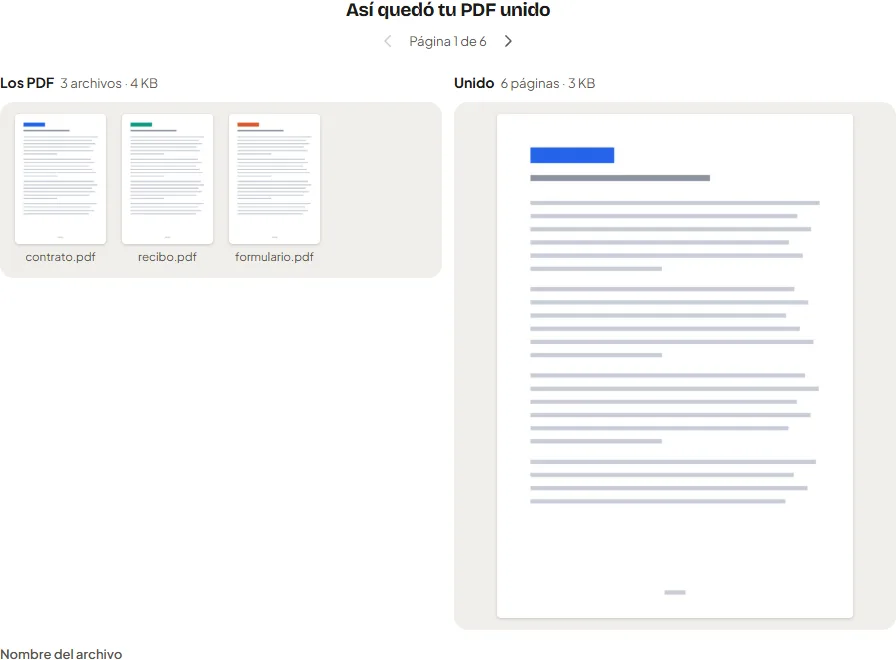 Así quedó tu PDF unido
Página 1 de 6
Los PDF 3 archivos · 4 KB
contrato.pdf
recibo.pdf
formulario.pdf
Unido 6 páginas · 3 KB
Nombre del archivo